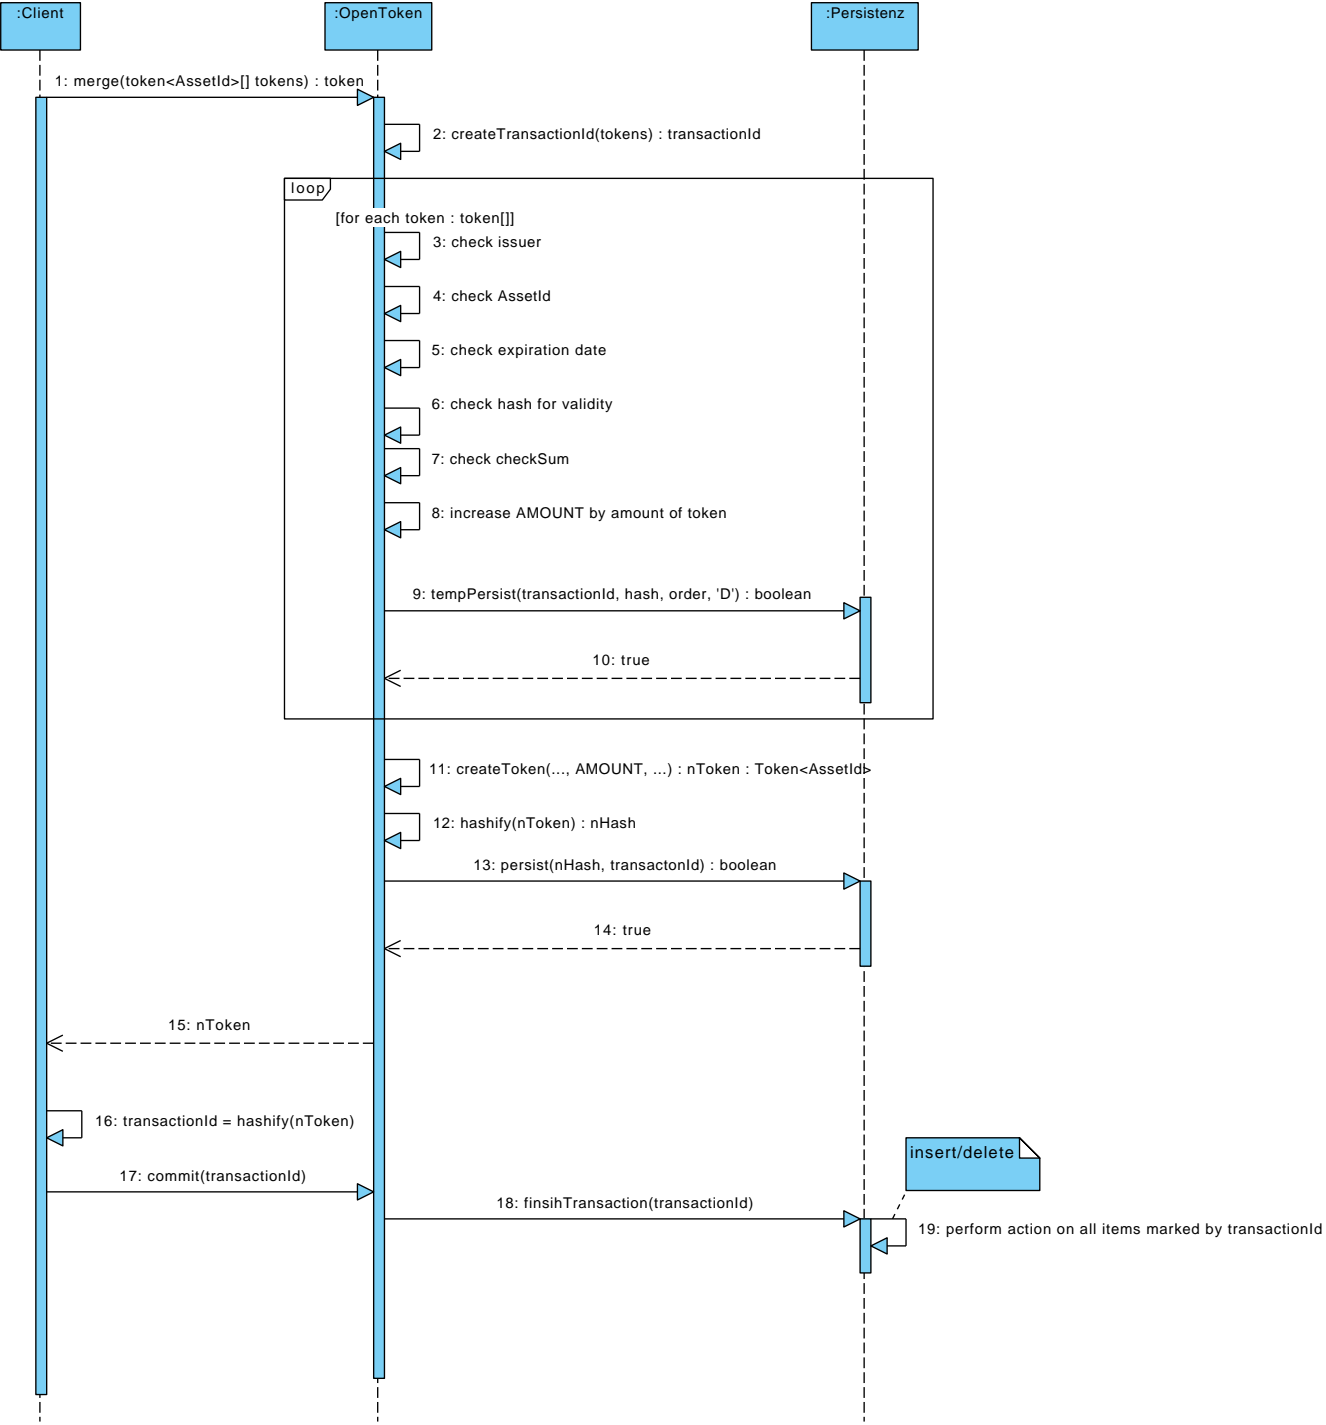 :Client
:OpenToken
:Persistenz
1: merge(token<AssetId>[] tokens) : token
2: createTransactionId(tokens) : transactionId
loop
[for each token : token[]]
3: check issuer
4: check AssetId
5: check expiration date
6: check hash for validity
7: check checkSum
8: increase AMOUNT by amount of token
9: tempPersist(transactionId, hash, order, 'D') : boolean
10: true
11: createToken(..., AMOUNT, ...) : nToken : Token<AssetId>
12: hashify(nToken) : nHash
13: persist(nHash, transactonId) : boolean
14: true
15: nToken
16: transactionId = hashify(nToken)
insert/delete
17: commit(transactionId)
18: finsihTransaction(transactionId)
19: perform action on all items marked by transactionId